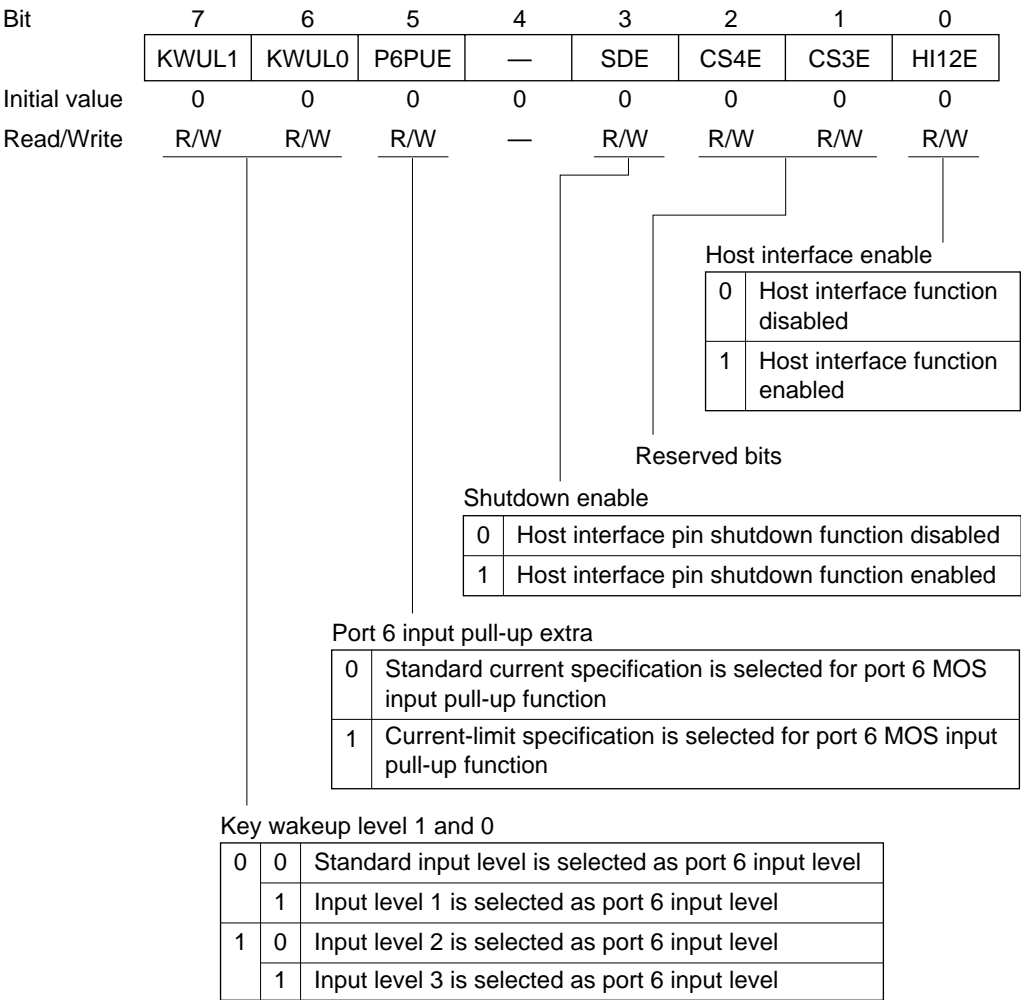 Bit 7 6 5 4 3 2 1 0
KWUL1 KWUL0 P6PUE — SDE CS4E CS3E HI12E
Initial value 0 0 0 0 0 0 0 0
Read/Write R/W R/W R/W — R/W R/W R/W R/W
Host interface enable
0 Host interface function
disabled
1 Host interface function
enabled
Reserved bits
Shutdown enable
0 Host interface pin shutdown function disabled
1 Host interface pin shutdown function enabled
Port 6 input pull-up extra
0 Standard current specification is selected for port 6 MOS
input pull-up function
1 Current-limit specification is selected for port 6 MOS input
pull-up function
Key wakeup level 1 and 0
0 0 Standard input level is selected as port 6 input level
1 Input level 1 is selected as port 6 input level
1 0 Input level 2 is selected as port 6 input level
1 Input level 3 is selected as port 6 input level